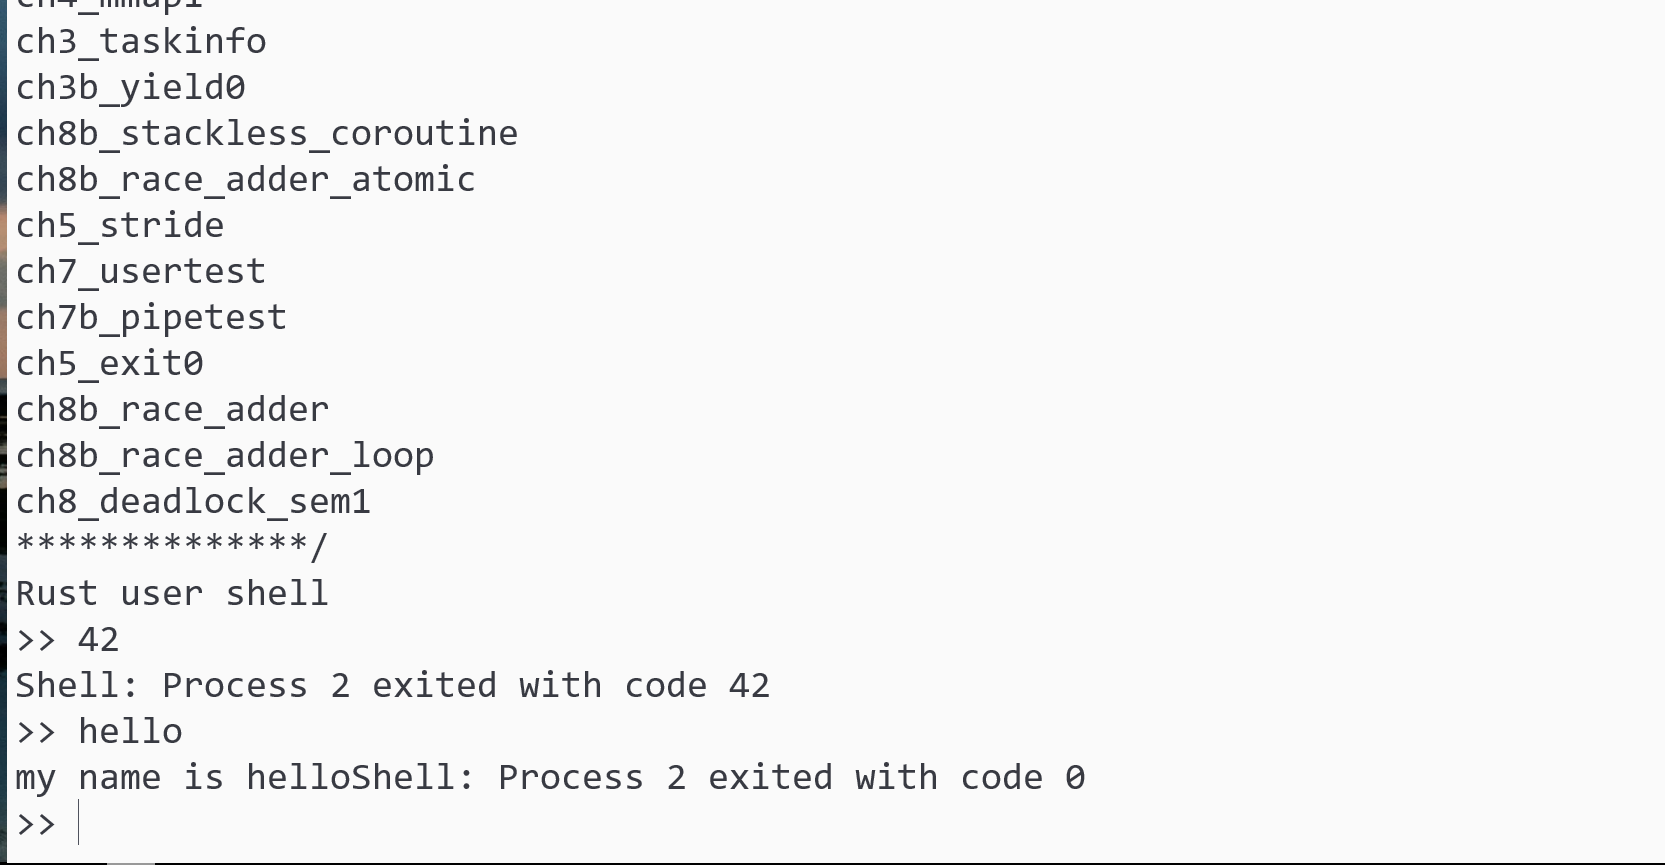 ch4_mmap1
ch3_taskinfo
ch3b_yield0
ch8b_stackless_coroutine
ch8b_race_adder_atomic
ch5_stride
ch7_usertest
ch7b_pipetest
ch5_exit0
ch8b_race_adder
ch8b_race_adder_loop
ch8_deadlock_sem1
**************/
Rust user shell
>> 42
Shell: Process 2 exited with code 42
>> hello
my name is helloShell: Process 2 exited with code 0
>>